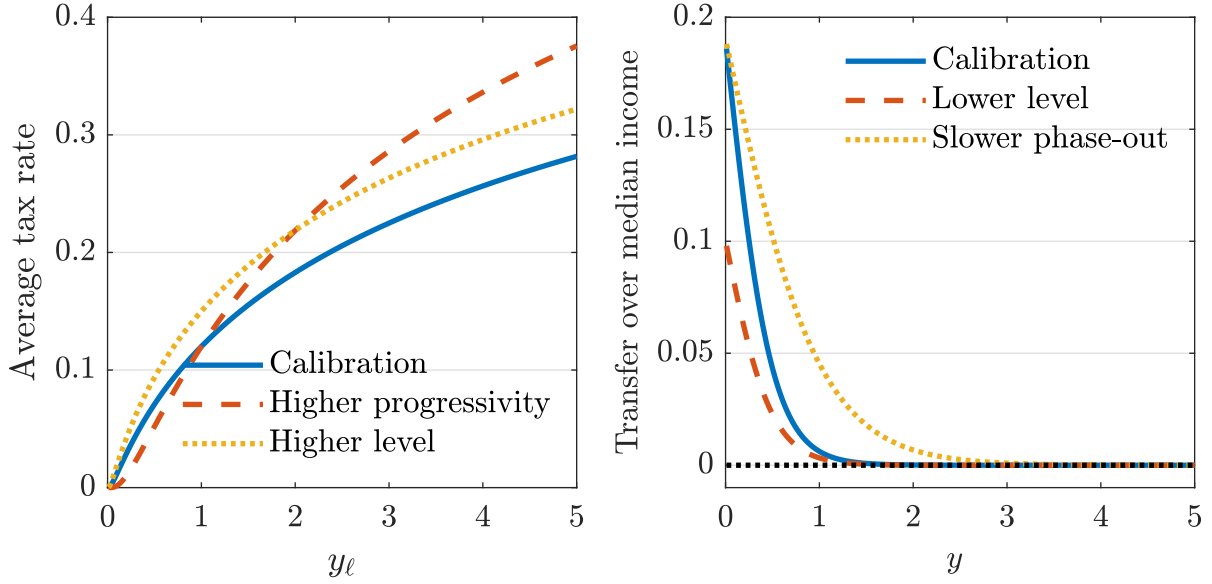 Average tax rate
0.4
0.3
0.2
0.1
0
Calibration
Higher progressivity
Higher level
0 1 2 3 4 5
yℓ
Transfer over median income
0.2
0.15
0.1
0.05
0
Calibration
Lower level
Slower phase-out
0 1 2 3 4 5
y